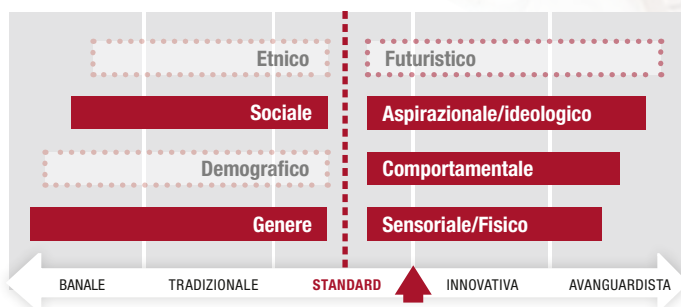 Etnico
Futuristico
Sociale
Aspirazionale/ideologico
Demografico
Comportamentale
Genere
Sensoriale/Fisico
BANALE
TRADIZIONALE
STANDARD
INNOVATIVA
AVANGUARDISTA